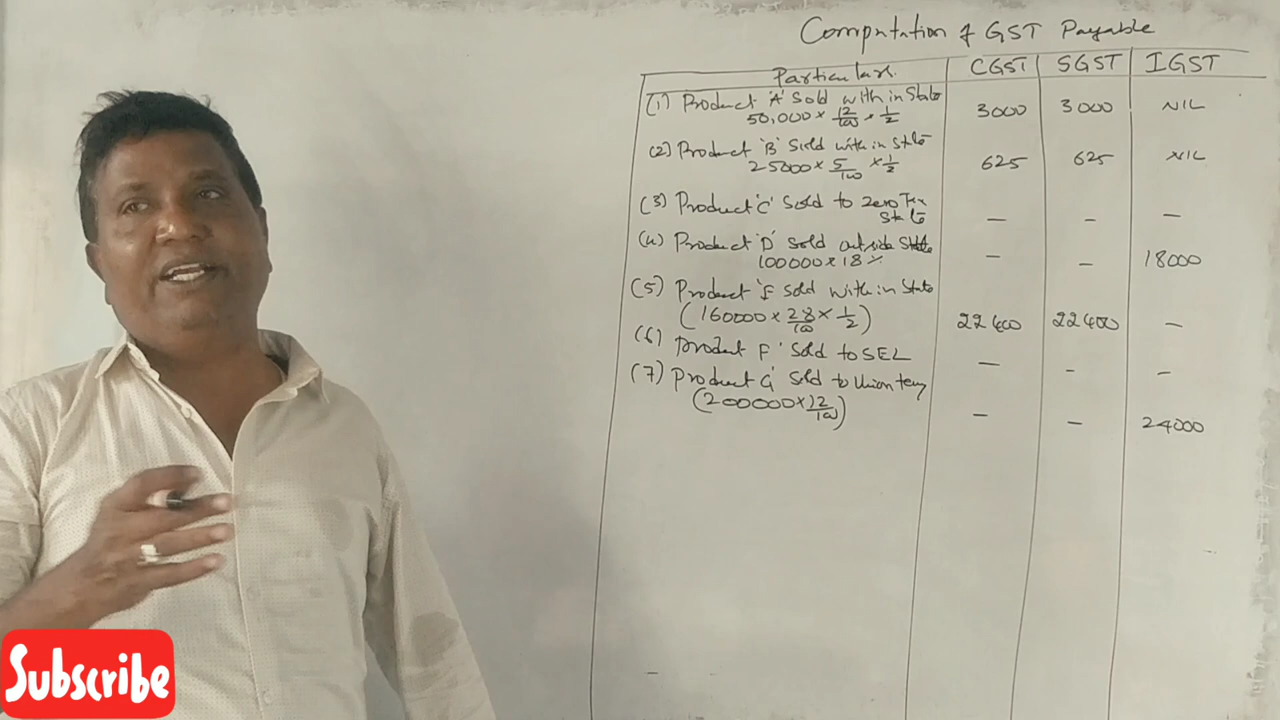 Computation of GST Payable
Particulars. CGST SGST IGST
(1) Product 'A' Sold with in State
50,000 × 12/100 × 1/2 3000 3000 NIL
(2) Product 'B' Sold with in State
25000 × 5/100 × 1/2 625 625 NIL
(3) Product 'C' Sold to Zero Tax
State — — —
(4) Product 'D' Sold outside State
100000 × 18 % — — 18000
(5) Product 'E' Sold with in State
(160000 × 28/100 × 1/2) 22400 22400 —
(6) Product F' Sold to SEZ — - -
(7) Product G' Sold to Union terry
(200000 × 12/100) — — 24000
Subscribe